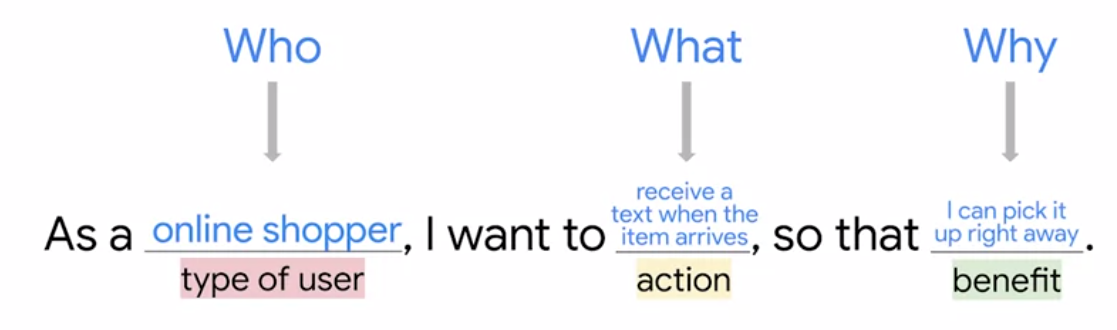 Who What Why
As a online shopper, I want to receive a text when the item arrives, so that I can pick it up right away.
type of user action benefit